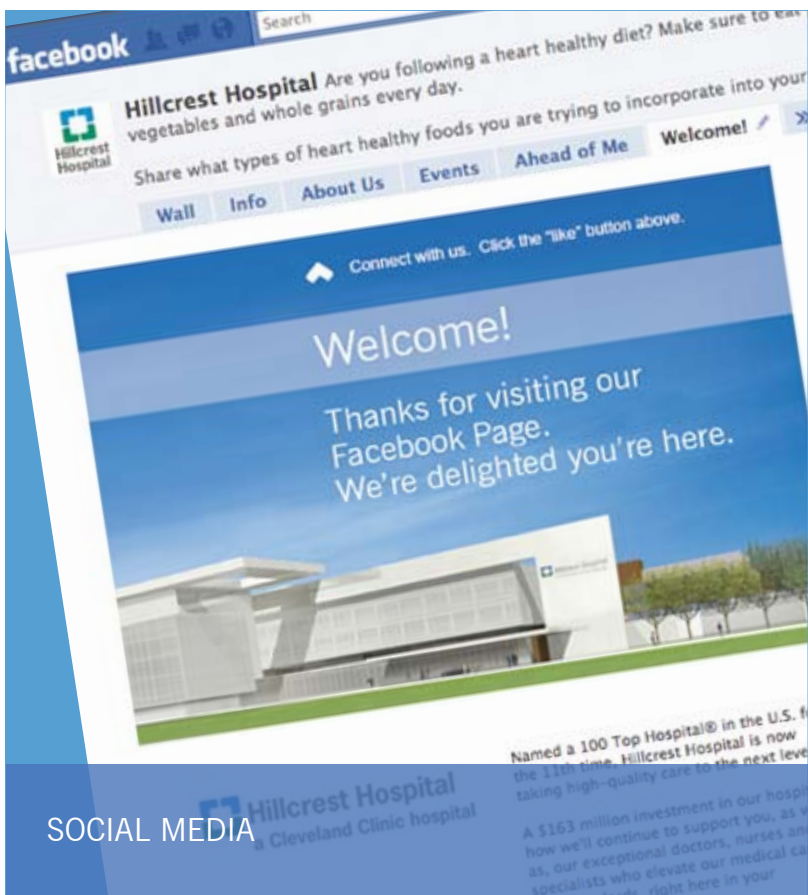 facebook
Search
Hillcrest Hospital Are you following a heart healthy diet? Make sure to eat
vegetables and whole grains every day.
Hillcrest
Hospital
Share what types of heart healthy foods you are trying to incorporate into your
Wall Info About Us Events Ahead of Me Welcome!
Connect with us. Click the "like" button above.
Welcome!
Thanks for visiting our
Facebook Page.
We're delighted you're here.
Hillcrest Hospital
Named a 100 Top Hospital® in the U.S.
the 11th time, Hillcrest Hospital is now
taking high-quality care to the next
A $163 million investment in our
how we'll continue to support you, as
as, our exceptional doctors, nurses
specialists who elevate our medical
right here in your
Hillcrest Hospital
a Cleveland Clinic hospital
SOCIAL MEDIA